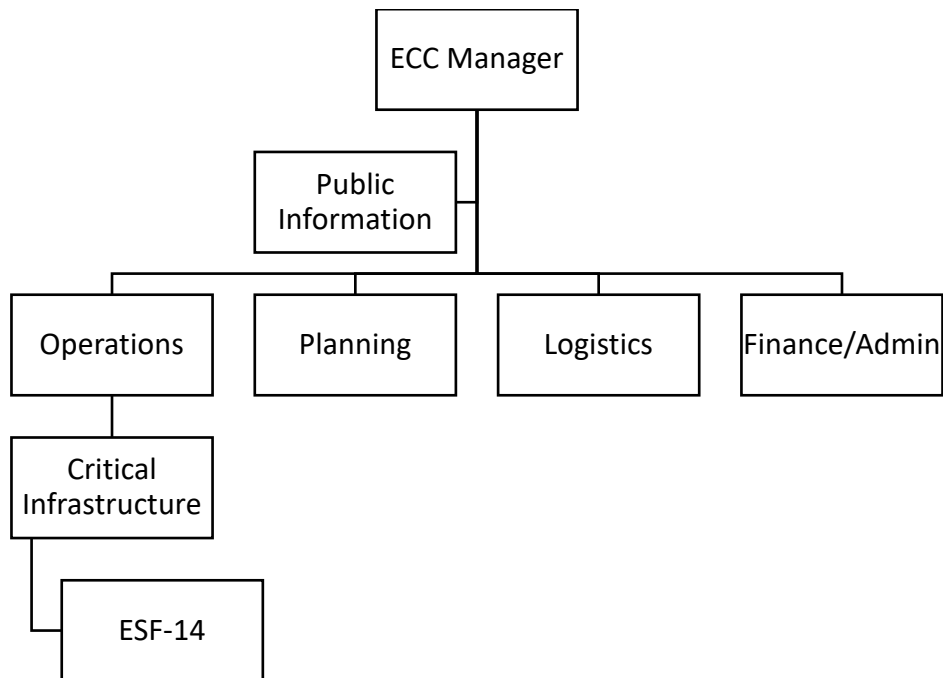 ECC Manager
Public
Information
Operations
Planning
Logistics
Finance/Admin
Critical
Infrastructure
ESF-14